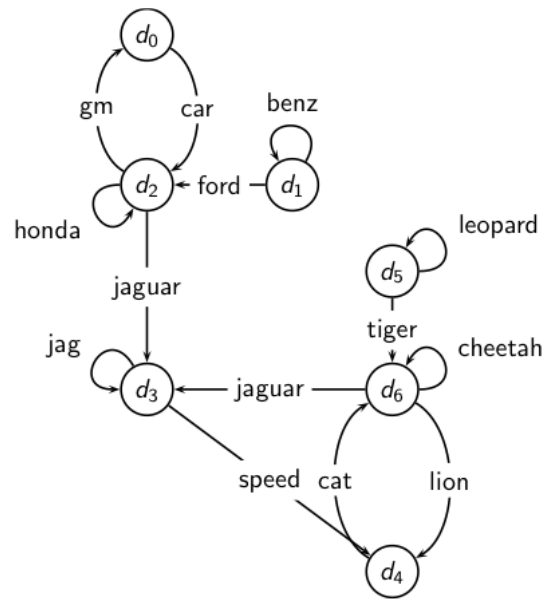 d0
gm
car
benz
d2
ford
d1
honda
leopard
d5
jaguar
tiger
jag
cheetah
d3
jaguar
d6
speed
cat
lion
d4